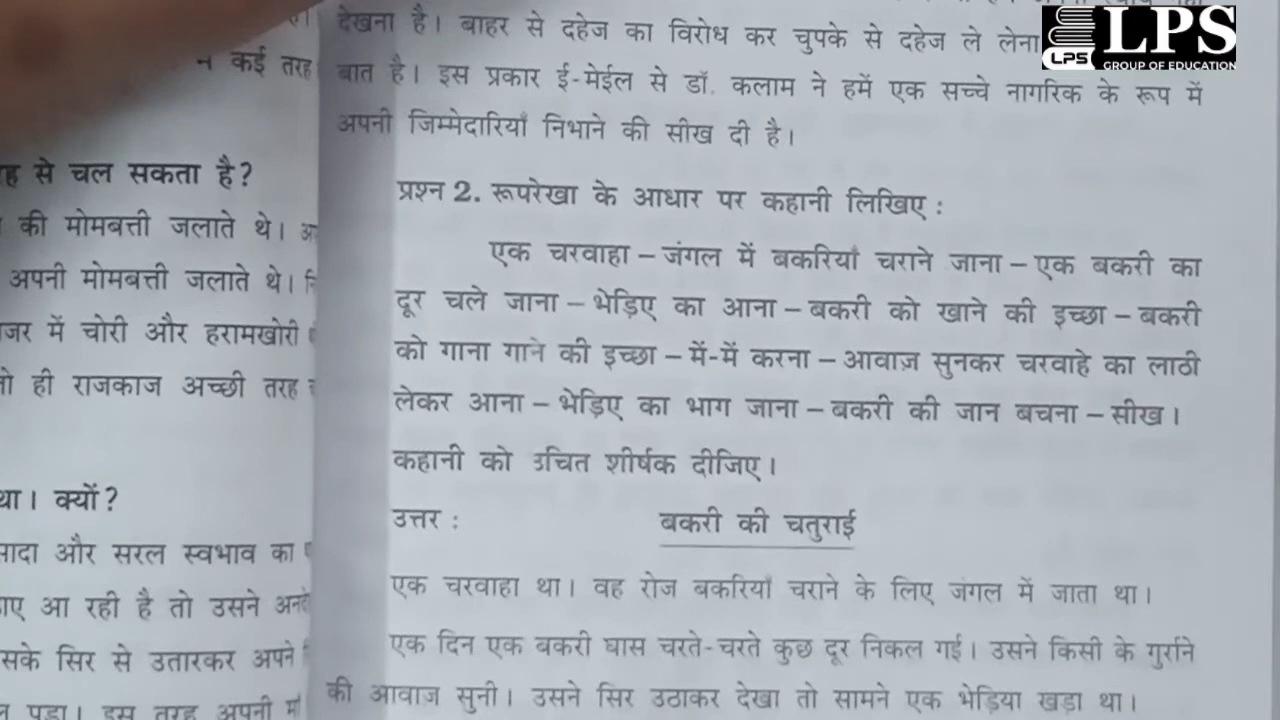 न कई तरह
ह से चल सकता है?
की मोमबत्ती जलाते थे।
अपनी मोमबत्ती जलाते थे।
जर में चोरी और हरामखोरी
ो ही राजकाज अच्छी तरह
था। क्यों?
सादा और सरल स्वभाव का
ाए आ रही है तो उसने
सके सिर से उतारकर अपने
पड़ा। इस तरह अपनी
देखना है। बाहर से दहेज का विरोध कर चुपके से दहेज ले लेना
बात है। इस प्रकार ई-मेईल से डॉ. कलाम ने हमें एक सच्चे नागरिक के रूप में
अपनी जिम्मेदारियाँ निभाने की सीख दी है।
प्रश्न 2. रूपरेखा के आधार पर कहानी लिखिए :
एक चरवाहा – जंगल में बकरियाँ चराने जाना – एक बकरी का
दूर चले जाना – भेड़िए का आना – बकरी को खाने की इच्छा – बकरी
को गाना गाने की इच्छा – में-में करना – आवाज़ सुनकर चरवाहे का लाठी
लेकर आना – भेड़िए का भाग जाना – बकरी की जान बचना – सीख।
कहानी को उचित शीर्षक दीजिए।
उत्तर : बकरी की चतुराई
एक चरवाहा था। वह रोज बकरियाँ चराने के लिए जंगल में जाता था।
एक दिन एक बकरी घास चरते-चरते कुछ दूर निकल गई। उसने किसी के गुर्राने
की आवाज़ सुनी। उसने सिर उठाकर देखा तो सामने एक भेड़िया खड़ा था।
LPS
LPS
GROUP OF EDUCATION